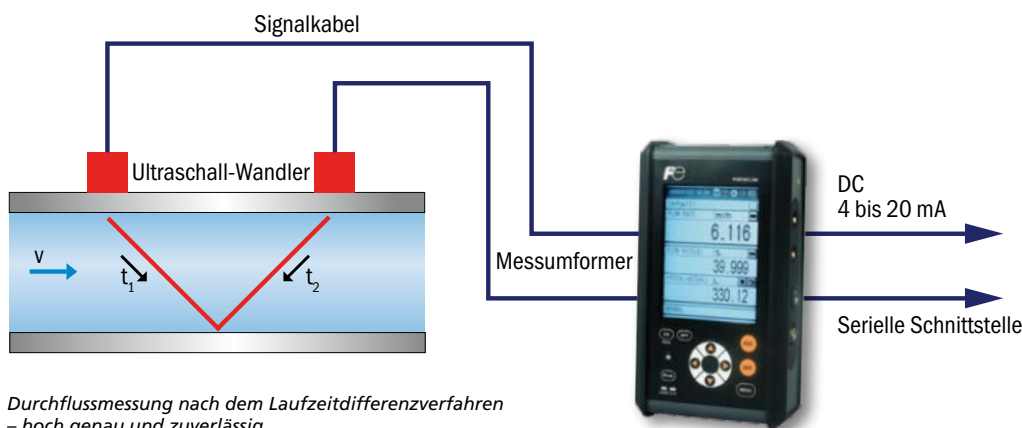 Signalkabel
Ultraschall-Wandler
v
t1
t2
Messumformer
Fe
6.116
39.999
330.12
DC
4 bis 20 mA
Serielle Schnittstelle
Durchflussmessung nach dem Laufzeitdifferenzverfahren
– hoch genau und zuverlässig